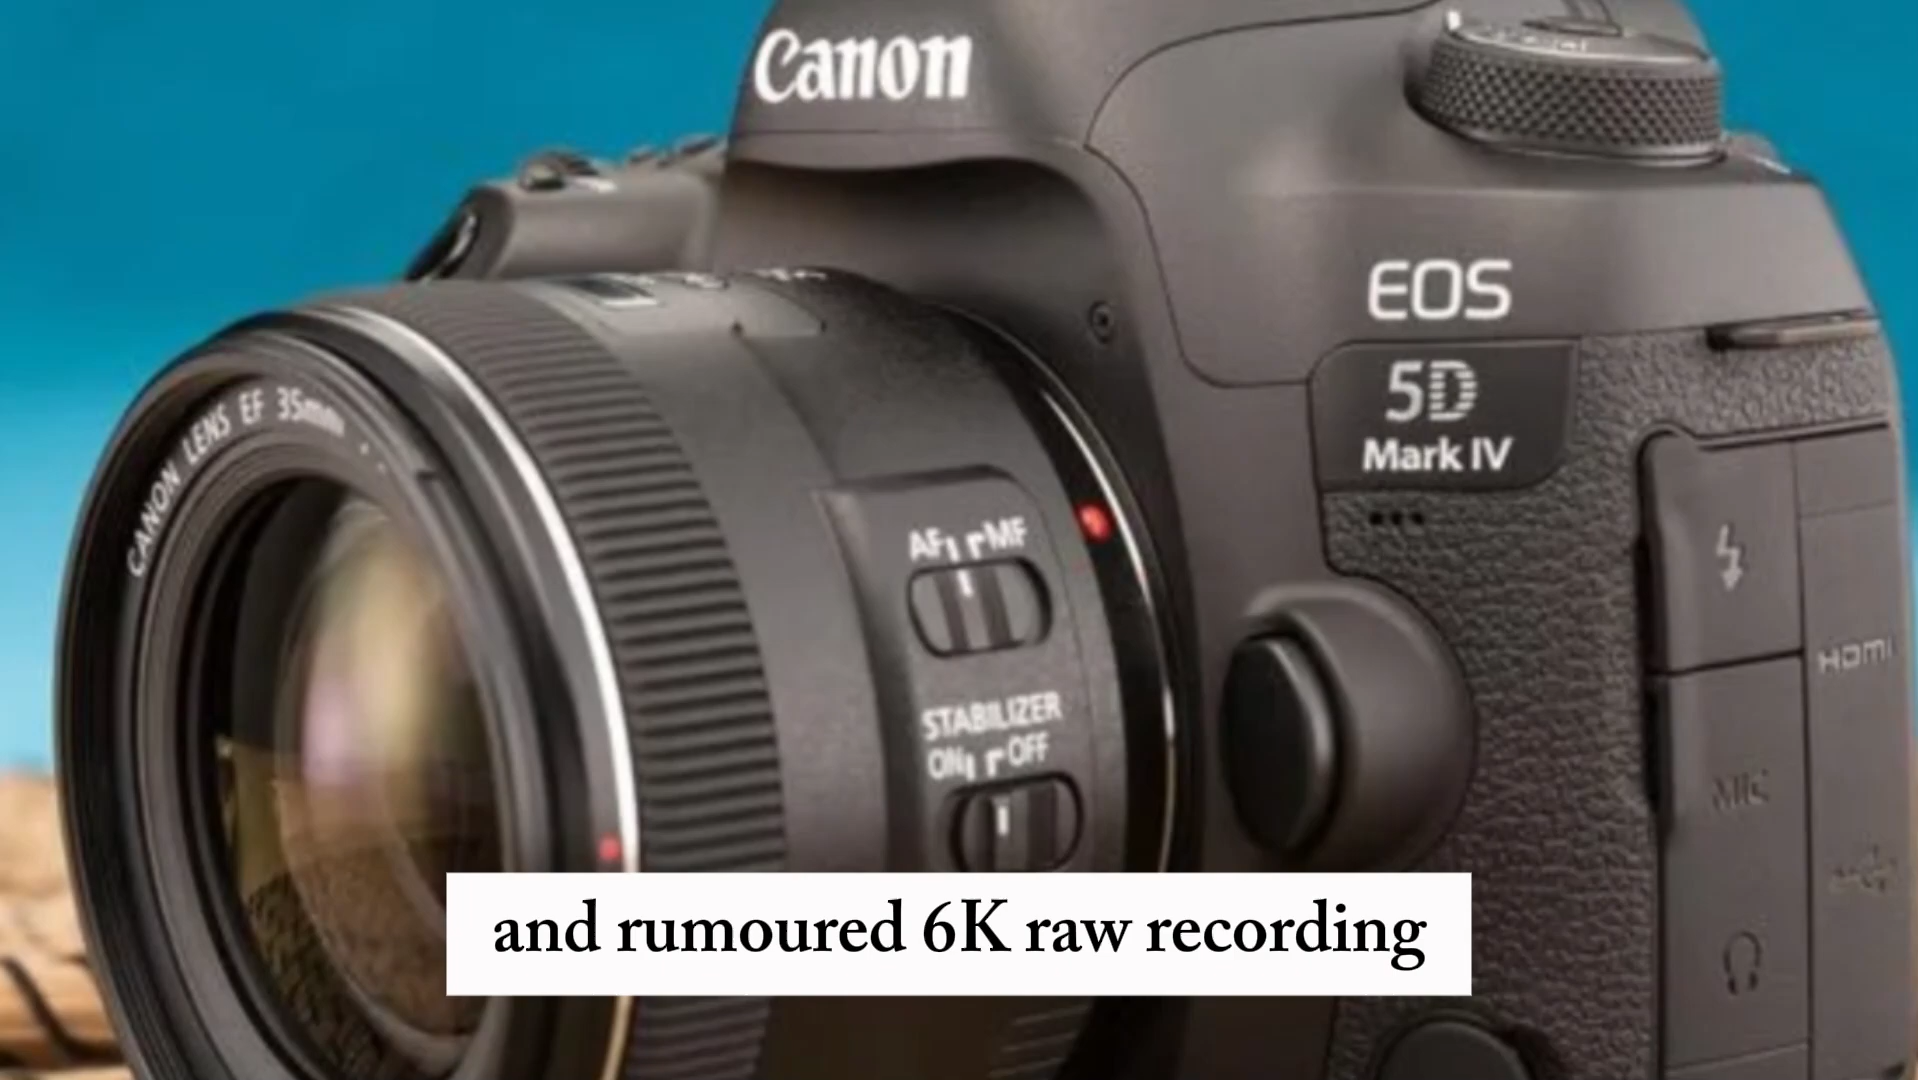 Canon
EOS
5D
Mark IV
CANON LENS EF 35mm
AF MF
STABILIZER
ON OFF
HDMI
MIC
and rumoured 6K raw recording